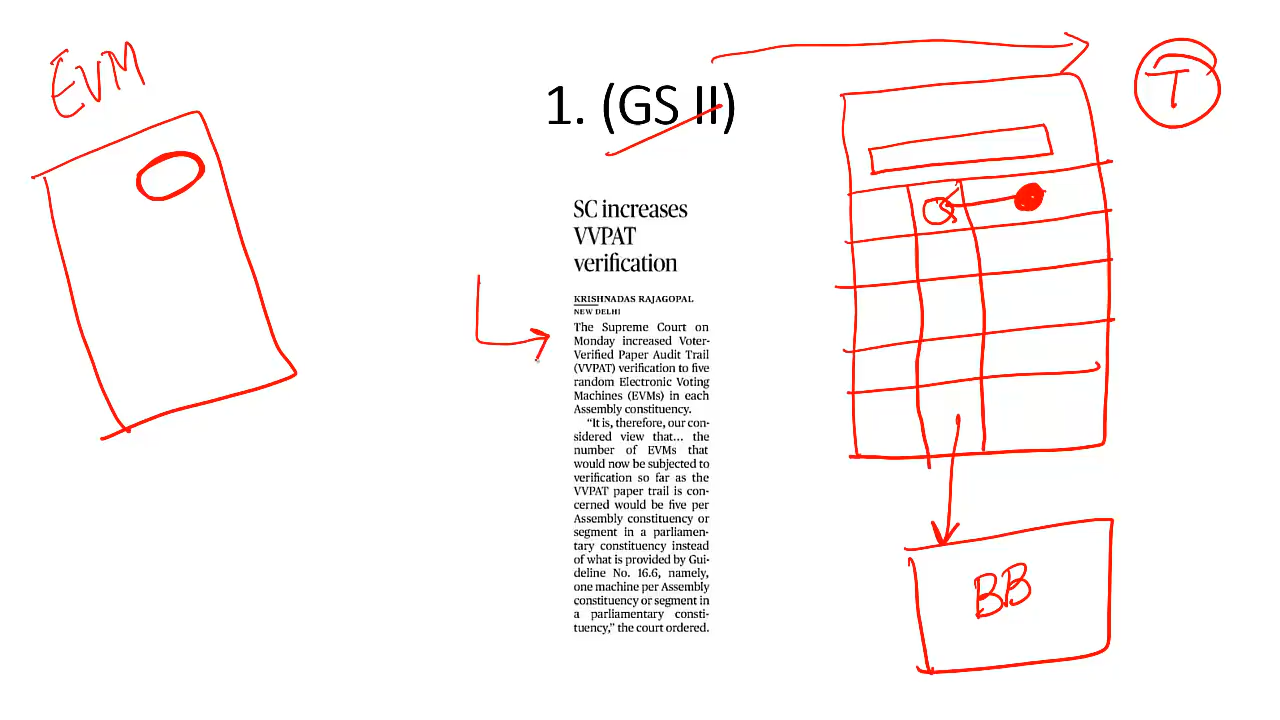 EVM
1. (GS II)
T
SC increases
VVPAT
verification
KRISHNADAS RAJAGOPAL
NEW DELHI
The Supreme Court on
Monday increased Voter-
Verified Paper Audit Trail
(VVPAT) verification to five
random Electronic Voting
Machines (EVMs) in each
Assembly constituency.
“It is, therefore, our con-
sidered view that... the
number of EVMs that
would now be subjected to
verification so far as the
VVPAT paper trail is con-
cerned would be five per
Assembly constituency or
segment in a parliamen-
tary constituency instead
of what is provided by Gui-
deline No. 16.6, namely,
one machine per Assembly
constituency or segment in
a parliamentary consti-
tuency,” the court ordered.
BB